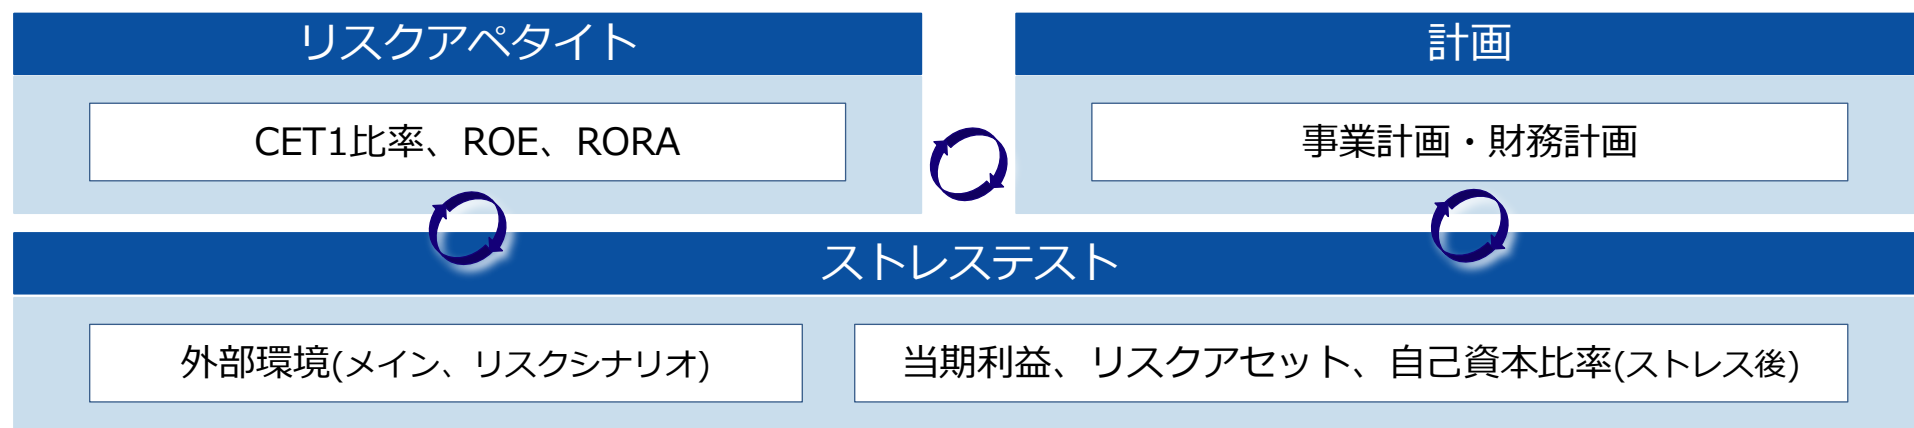 リスクアペタイト
計画
CET1比率、ROE、RORA
事業計画・財務計画
ストレステスト
外部環境(メイン、リスクシナリオ)
当期利益、リスクアセット、自己資本比率(ストレス後)